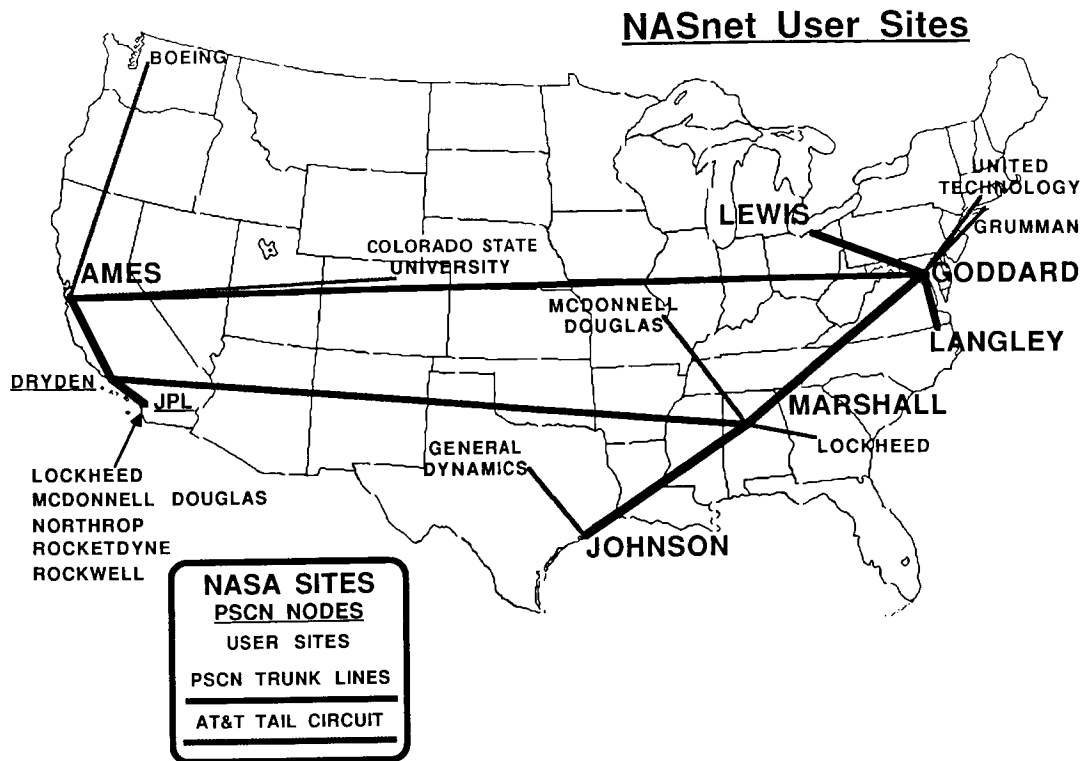 NASnet User Sites
BOEING
UNITED
TECHNOLOGY
LEWIS
GRUMMAN
COLORADO STATE
UNIVERSITY
AMES
GODDARD
MCDONNELL
DOUGLAS
LANGLEY
DRYDEN
JPL
MARSHALL
LOCKHEED
GENERAL
DYNAMICS
LOCKHEED
MCDONNELL DOUGLAS
NORTHROP
ROCKETDYNE
ROCKWELL
JOHNSON
NASA SITES
PSCN NODES
USER SITES
PSCN TRUNK LINES
AT&T TAIL CIRCUIT